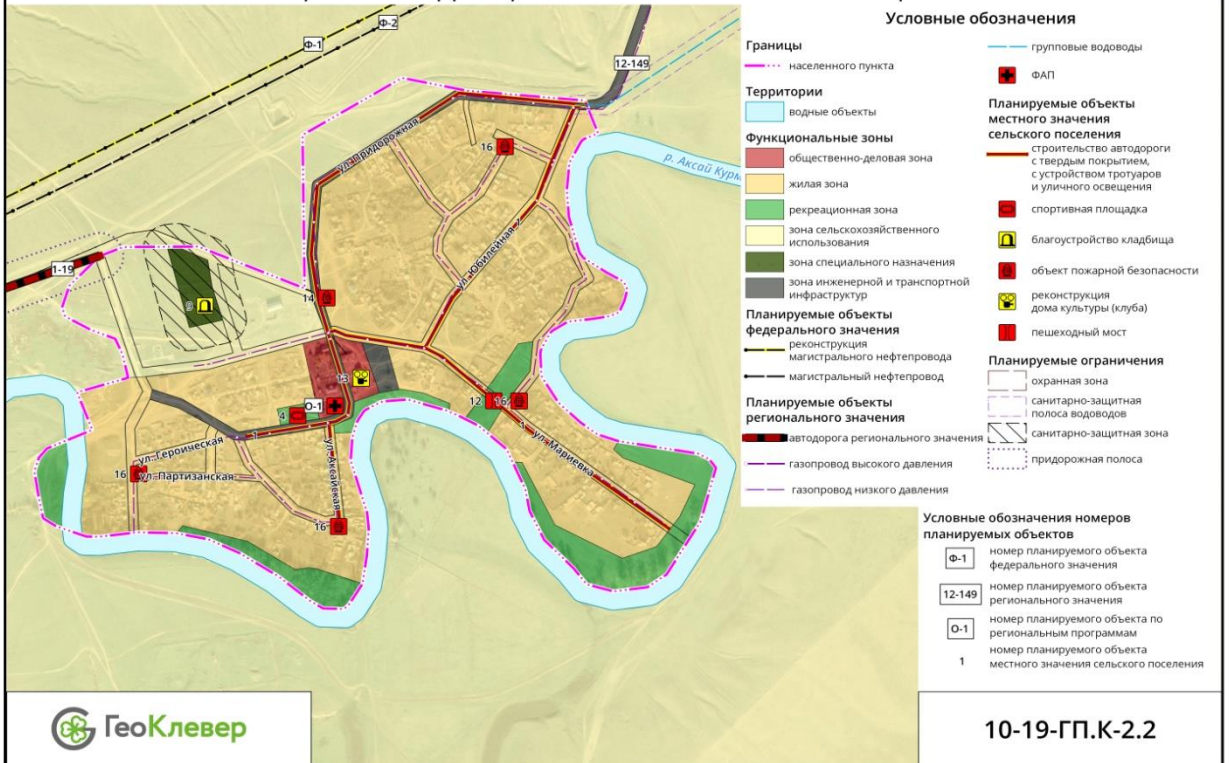 Ф-2
Ф-1
12-149
ул. Придорожная
16
р. Аксай Курм
ул. Юбилейная
2
1-19
9
14
13
О-1
4
12
16
1
ул. Героическая
ул. Аксайская
ул. Мариевка
16
ул. Партизанская
16
Условные обозначения
Границы
населенного пункта
Территории
водные объекты
Функциональные зоны
общественно-деловая зона
жилая зона
рекреационная зона
зона сельскохозяйственного
использования
зона специального назначения
зона инженерной и транспортной
инфраструктур
Планируемые объекты
федерального значения
реконструкция
магистрального нефтепровода
магистральный нефтепровод
Планируемые объекты
регионального значения
автодорога регионального значения
газопровод высокого давления
газопровод низкого давления
групповые водоводы
ФАП
Планируемые объекты
местного значения
сельского поселения
строительство автодороги
с твердым покрытием,
с устройством тротуаров
и уличного освещения
спортивная площадка
благоустройство кладбища
объект пожарной безопасности
реконструкция
дома культуры (клуба)
пешеходный мост
Планируемые ограничения
охранная зона
санитарно-защитная
полоса водоводов
санитарно-защитная зона
придорожная полоса
Условные обозначения номеров
планируемых объектов
Ф-1
номер планируемого объекта
федерального значения
12-149
номер планируемого объекта
регионального значения
О-1
номер планируемого объекта по
региональным программам
1
номер планируемого объекта
местного значения сельского поселения
ГеоКлевер
10-19-ГП.К-2.2